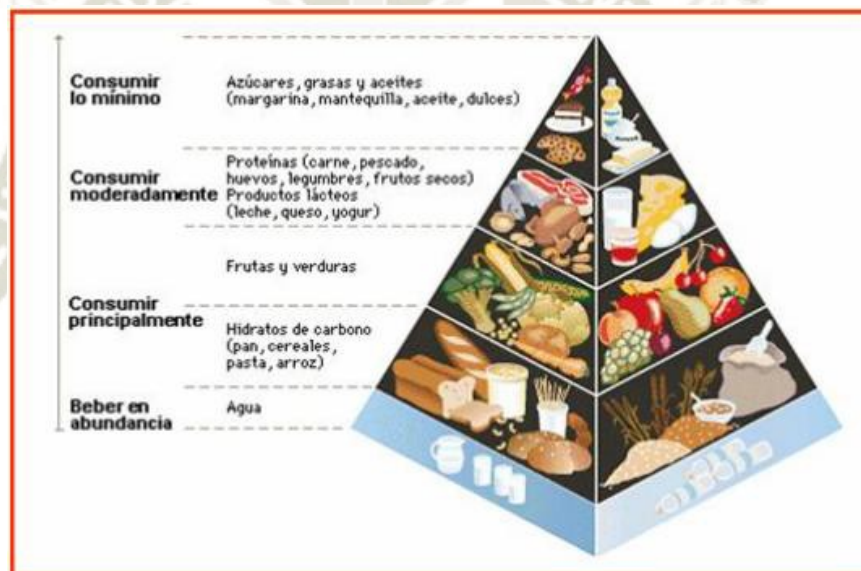 Consumir
lo mínimo
Azúcares, grasas y aceites
(margarina, mantequilla, aceite, dulces)
Consumir
moderadamente
Proteínas (carne, pescado,
huevos, legumbres, frutos secos)
Productos lácteos
(leche, queso, yogur)
Frutas y verduras
Consumir
principalmente
Hidratos de carbono
(pan, cereales,
pasta, arroz)
Beber en
abundancia
Agua